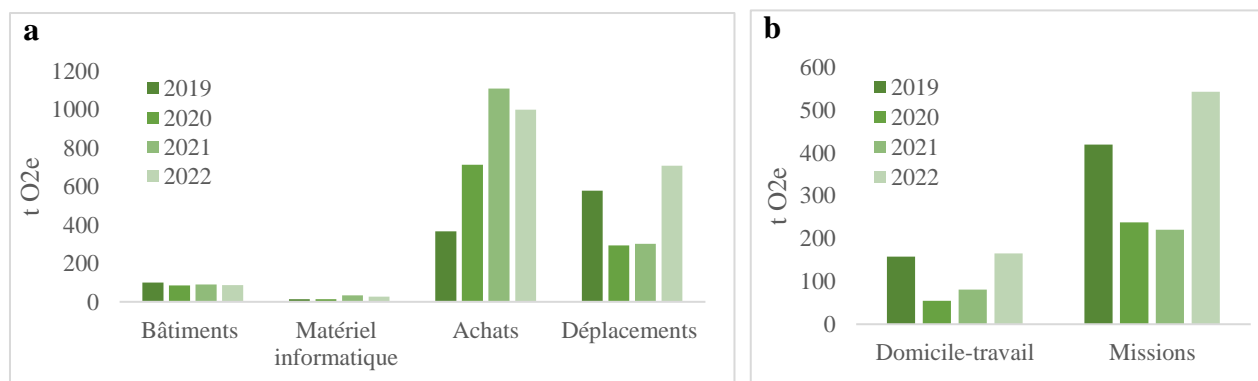 a
t O2e
1200
1000
800
600
400
200
0
2019
2020
2021
2022
Bâtiments
Matériel
informatique
Achats
Déplacements
b
t O2e
600
500
400
300
200
100
0
2019
2020
2021
2022
Domicile-travail
Missions